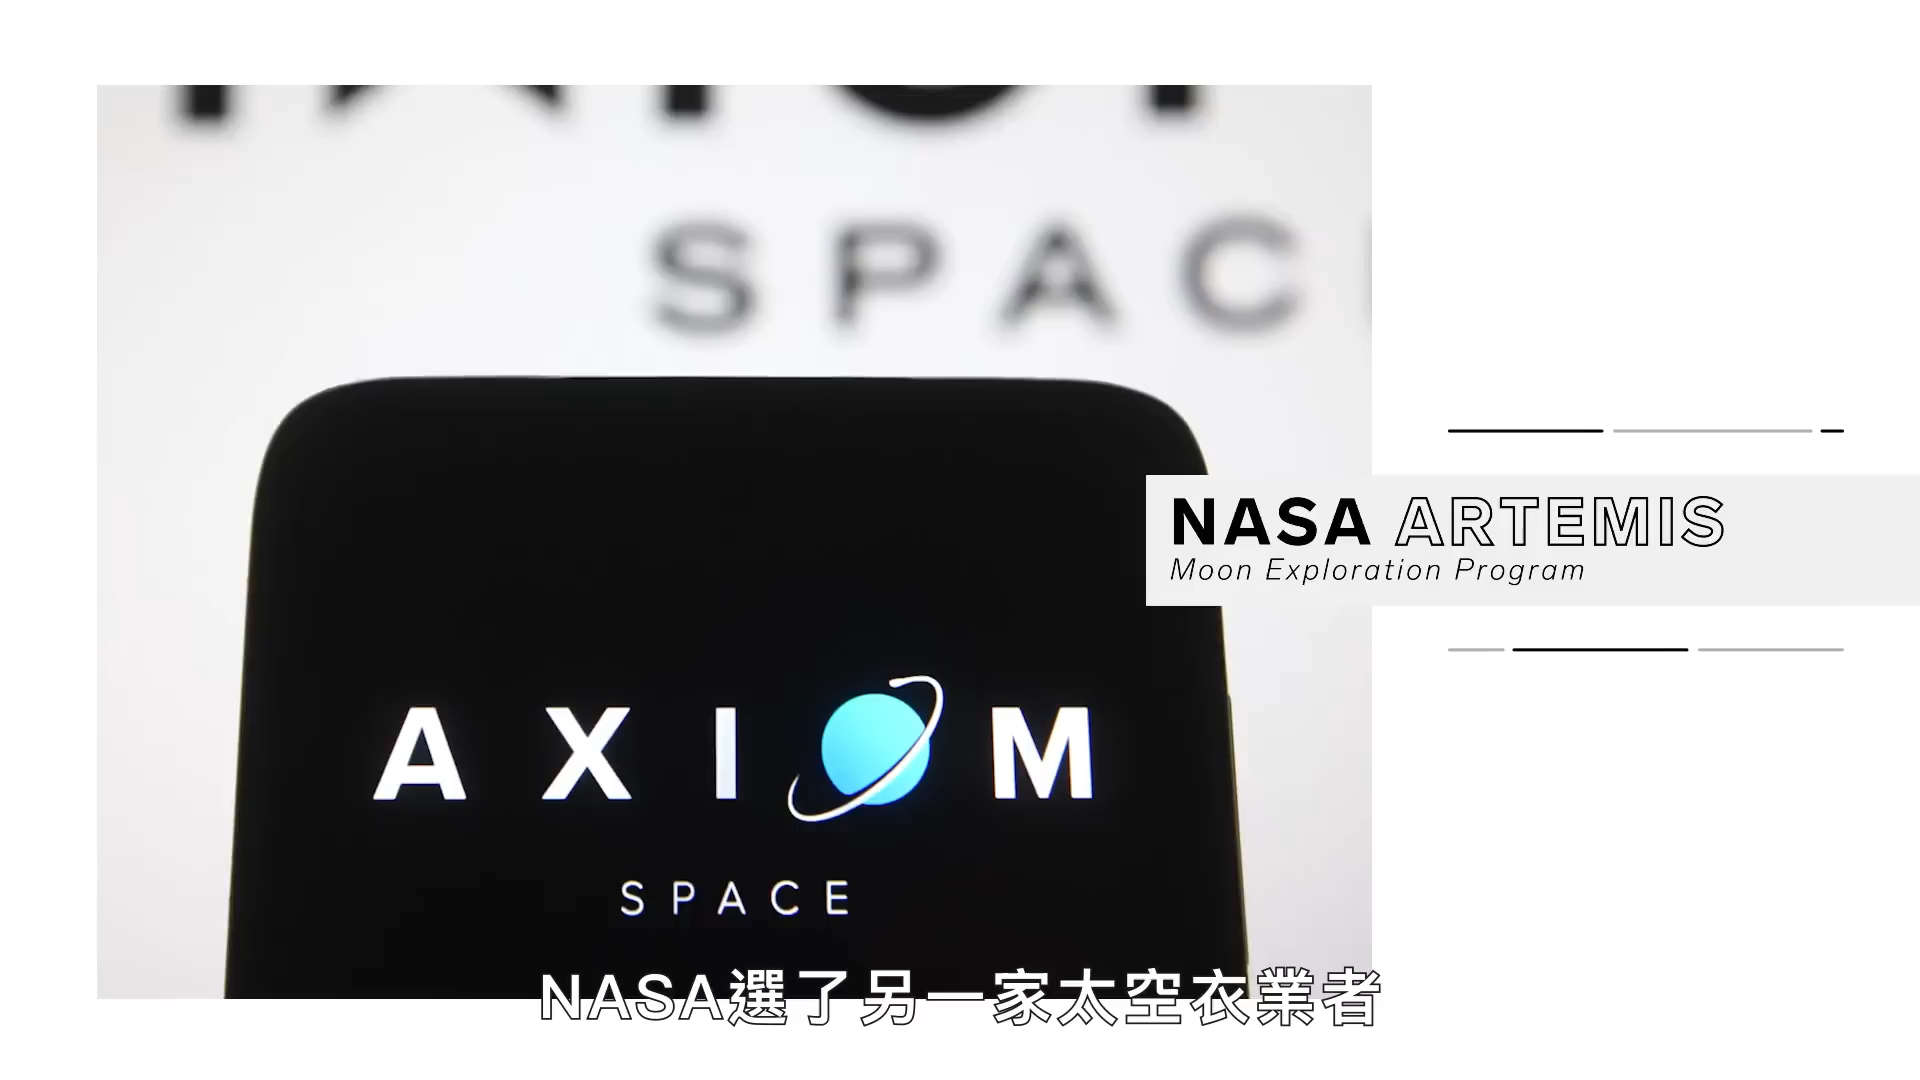 SPAC
NASA ARTEMIS
Moon Exploration Program
AXIOM
SPACE
NASA選了另一家太空衣業者